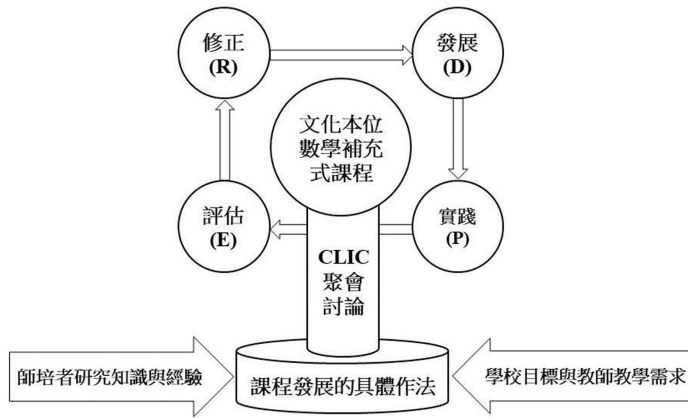 修正
(R)
發展
(D)
文化本位
數學補充
式課程
評估
(E)
實踐
(P)
CLIC
聚會
討論
師培者研究知識與經驗
課程發展的具體作法
學校目標與教師教學需求